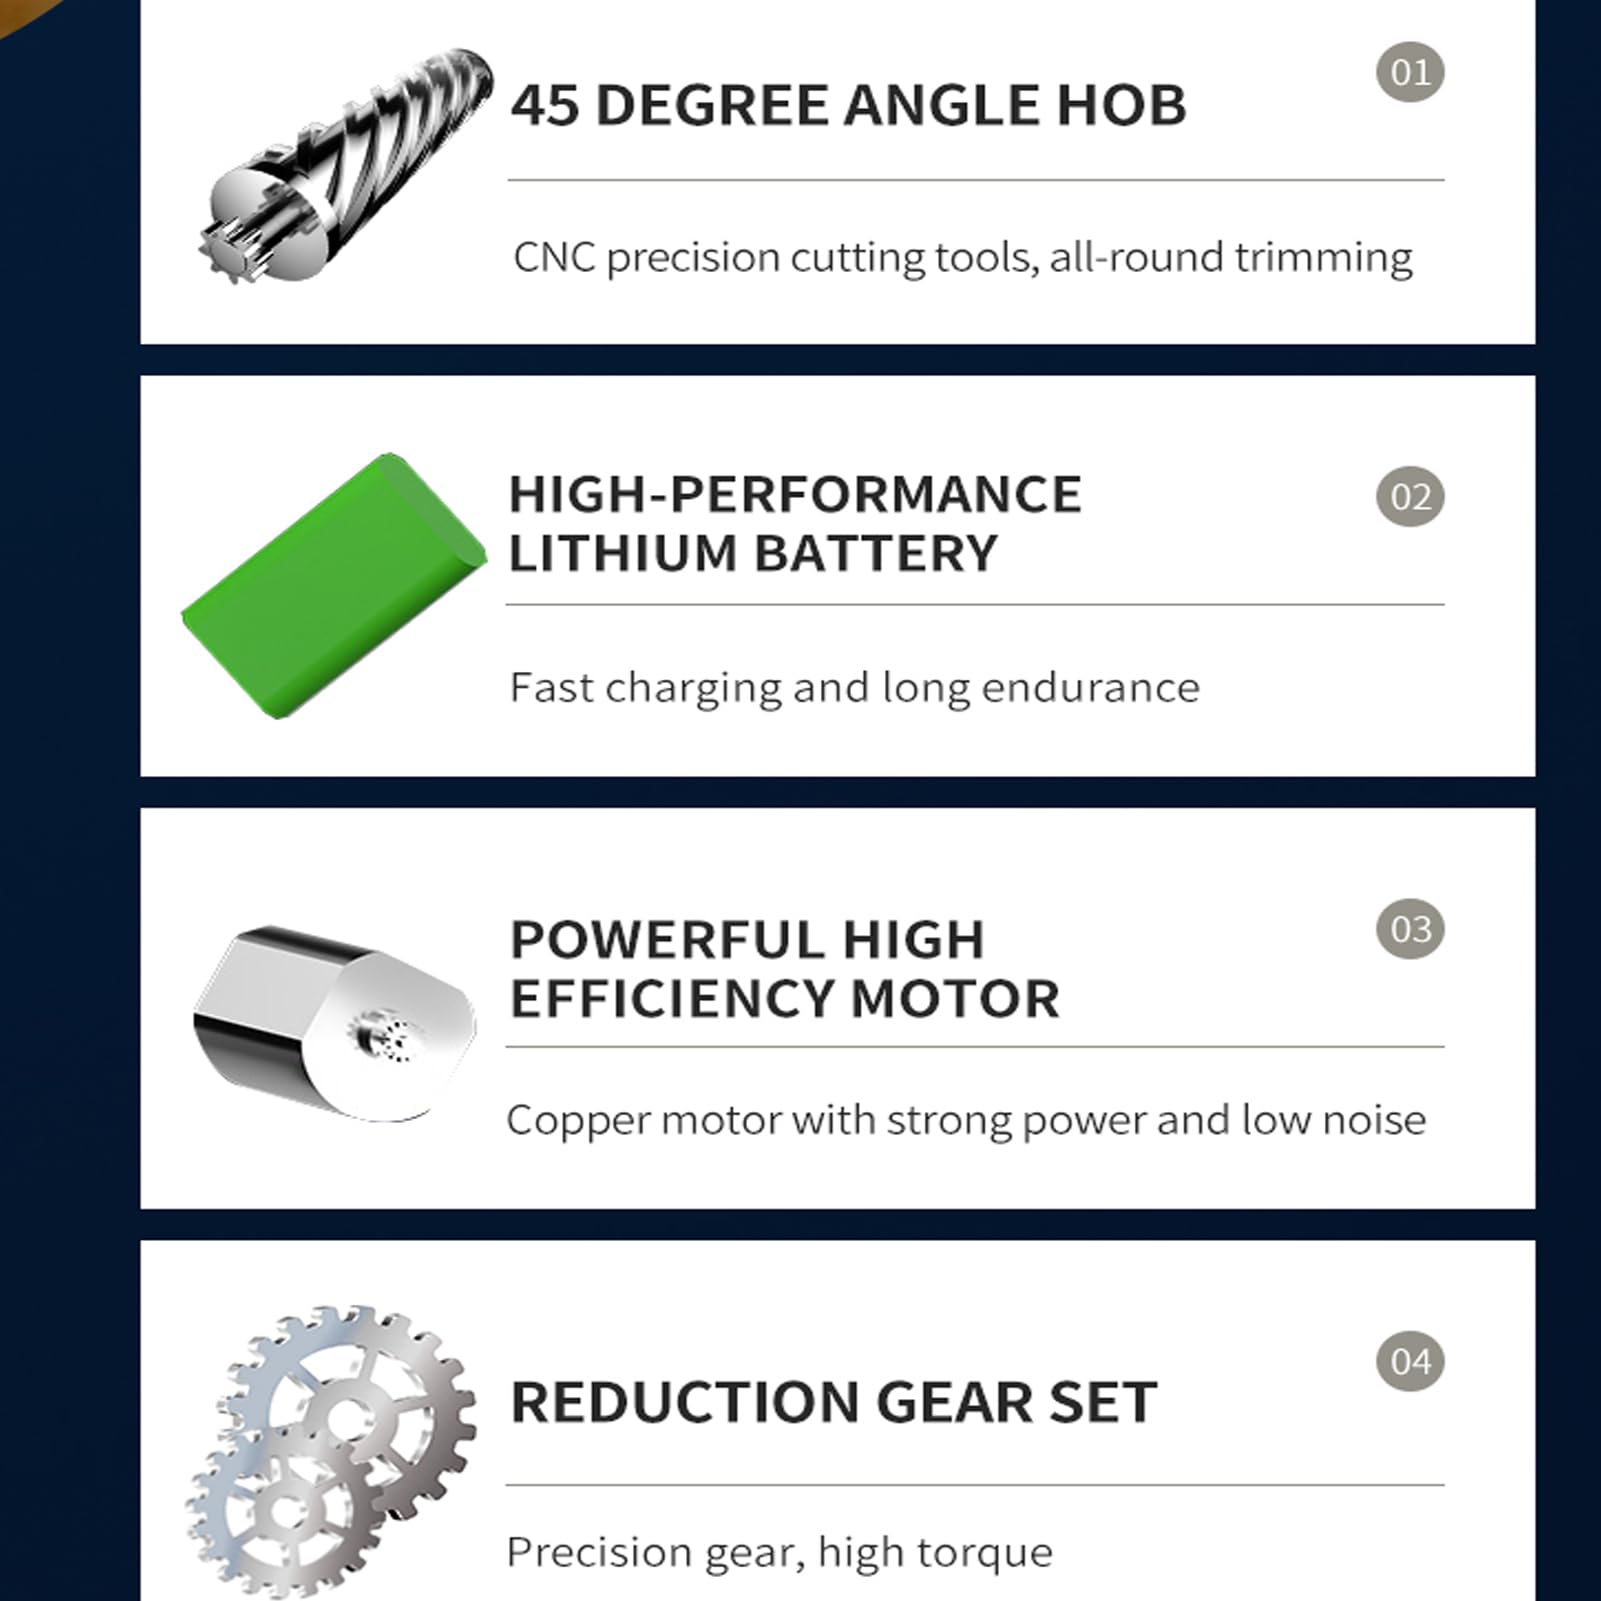 45 DEGREE ANGLE HOB
01
CNC precision cutting tools, all-round trimming
HIGH-PERFORMANCE
LITHIUM BATTERY
02
Fast charging and long endurance
POWERFUL HIGH
EFFICIENCY MOTOR
03
Copper motor with strong power and low noise
REDUCTION GEAR SET
04
Precision gear, high torque